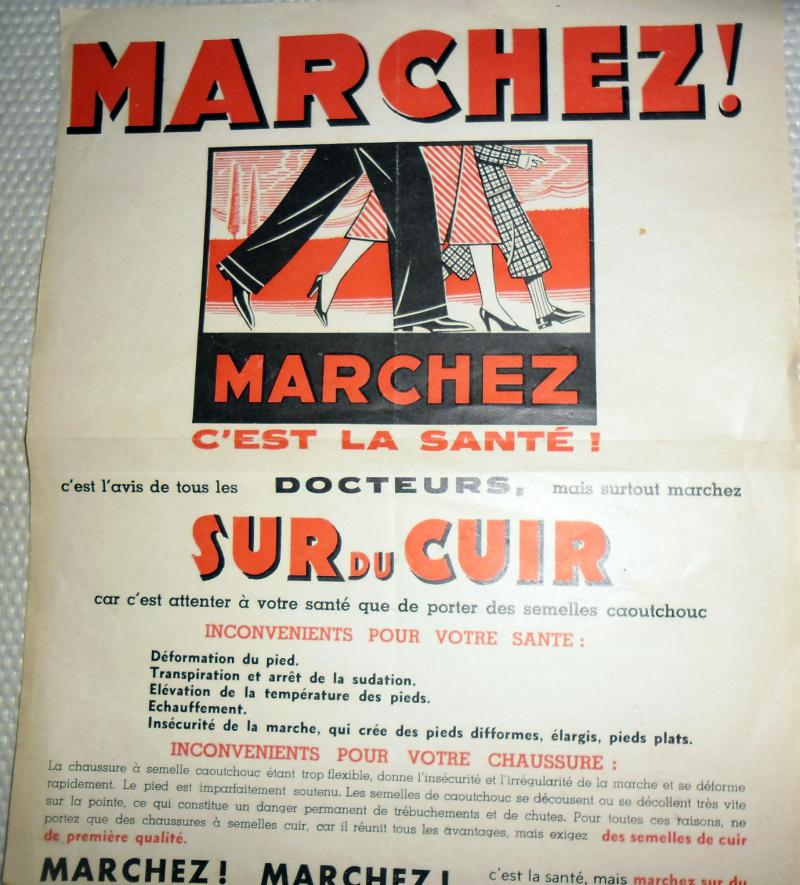 MARCHEZ!
MARCHEZ
C'EST LA SANTÉ !
c'est l'avis de tous les DOCTEURS, mais surtout marchez
SUR DU CUIR
car c'est attenter à votre santé que de porter des semelles caoutchouc
INCONVENIENTS POUR VOTRE SANTE :
Déformation du pied.
Transpiration et arrêt de la sudation.
Elévation de la température des pieds.
Echauffement.
Insécurité de la marche, qui crée des pieds difformes, élargis, pieds plats.
INCONVENIENTS POUR VOTRE CHAUSSURE :
La chaussure à semelle caoutchouc étant trop flexible, donne l'insécurité et l'irrégularité de la marche et se déforme
rapidement. Le pied est imparfaitement soutenu. Les semelles de caoutchouc se décousent ou se décollent très vite
sur la pointe, ce qui constitue un danger permanent de trébuchements et de chutes. Pour toutes ces raisons, ne
portez que des chaussures à semelles cuir, car il réunit tous les avantages, mais exigez des semelles de cuir
de première qualité.
MARCHEZ! MARCHEZ! c'est la santé, mais marchez sur du